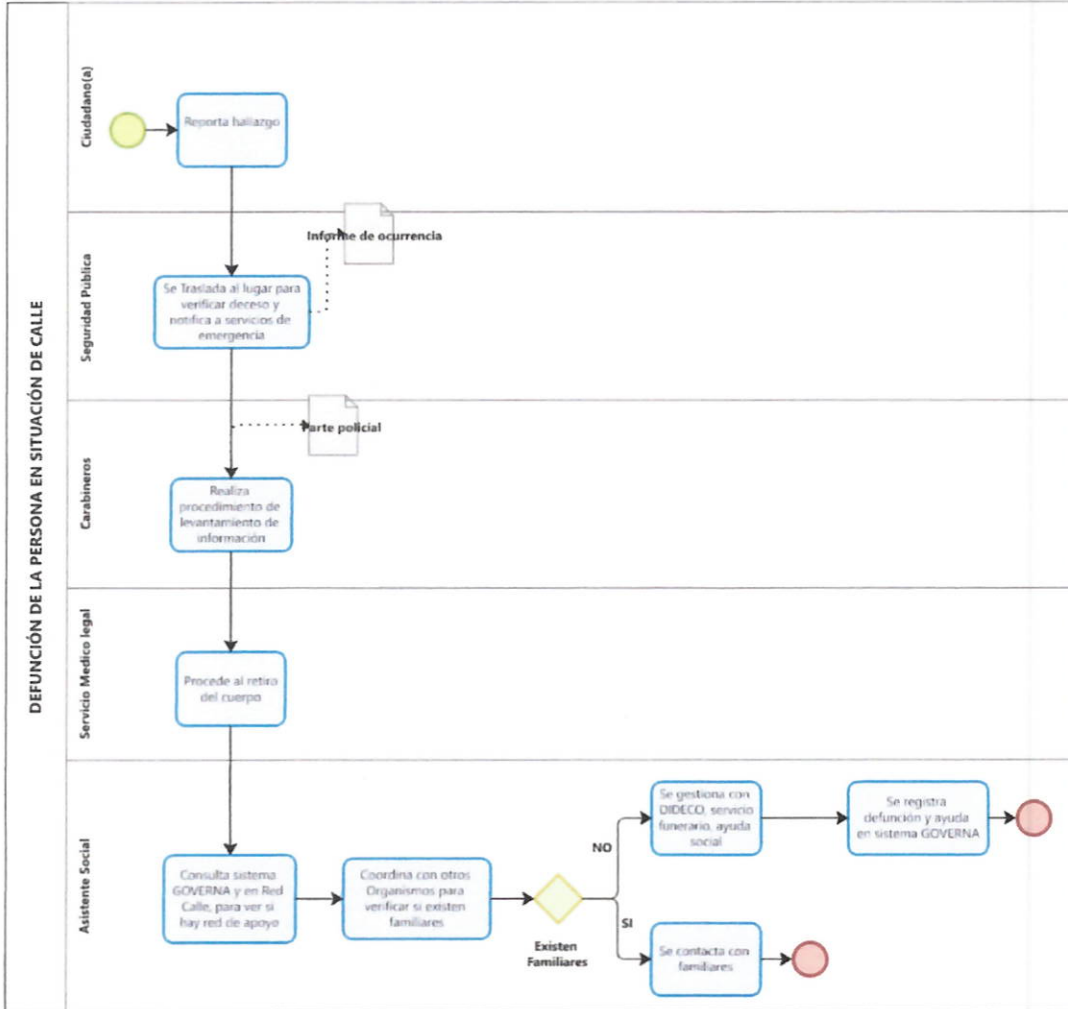 DEFUNCIÓN DE LA PERSONA EN SITUACIÓN DE CALLE
Ciudadano(a)
Reporta hallazgo
Seguridad Pública
Informe de ocurrencia
Se Traslada al lugar para
verificar deceso y
notifica a servicios de
emergencia
Carabineros
Parte policial
Realiza
procedimiento de
levantamiento de
información
Servicio Medico legal
Procede al retiro
del cuerpo
Asistente Social
Consulta sistema
GOVERNA y en Red
Calle, para ver si
hay red de apoyo
Coordina con otros
Organismos para
verificar si existen
familiares
Existen
Familiares
NO
Se gestiona con
DIDECO, servicio
funerario, ayuda
social
Se registra
defunción y ayuda
en sistema GOVERNA
SI
Se contacta con
familiares